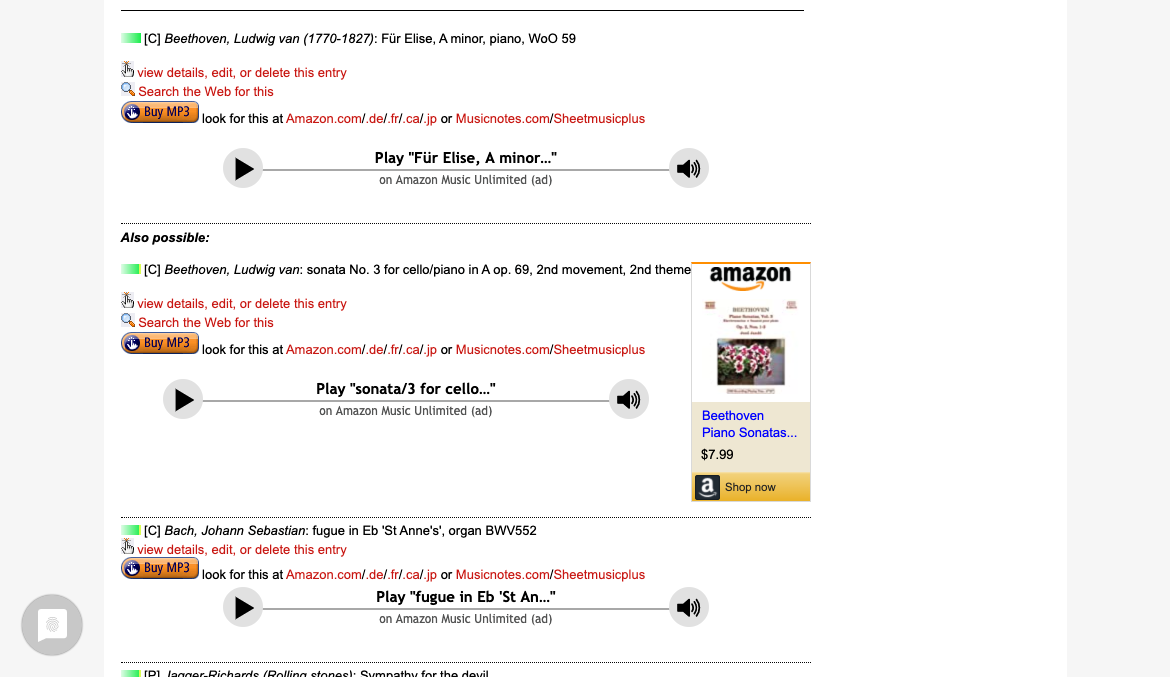 [C] Beethoven, Ludwig van (1770-1827): Für Elise, A minor, piano, WoO 59
view details, edit, or delete this entry
Search the Web for this
Buy MP3 look for this at Amazon.com/.de/.fr/.ca/.jp or Musicnotes.com/Sheetmusicplus
Play "Für Elise, A minor..."
on Amazon Music Unlimited (ad)
Also possible:
[C] Beethoven, Ludwig van: sonata No. 3 for cello/piano in A op. 69, 2nd movement, 2nd theme
view details, edit, or delete this entry
Search the Web for this
Buy MP3 look for this at Amazon.com/.de/.fr/.ca/.jp or Musicnotes.com/Sheetmusicplus
Play "sonata/3 for cello..."
on Amazon Music Unlimited (ad)
amazon
BEETHOVEN
Piano Sonatas, Vol.
Beethoven
Piano Sonatas...
$7.99
Shop now
[C] Bach, Johann Sebastian: fugue in Eb 'St Anne's', organ BWV552
view details, edit, or delete this entry
Buy MP3 look for this at Amazon.com/.de/.fr/.ca/.jp or Musicnotes.com/Sheetmusicplus
Play "fugue in Eb 'St An..."
on Amazon Music Unlimited (ad)
[P] Jagger-Richards (Rolling stones): Sympathy for the devil